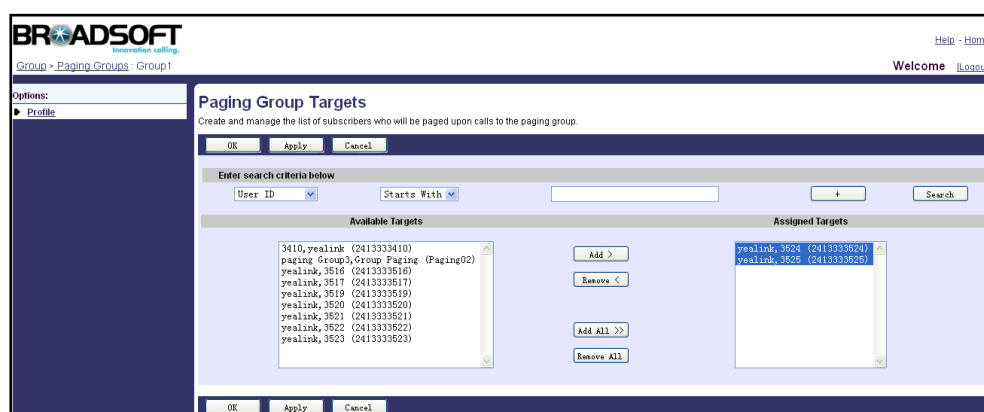 BROADSOFT
Innovation calling.
Help - Hom
Group > Paging Groups : Group1
Welcome [Logou
Options:
Profile
Paging Group Targets
Create and manage the list of subscribers who will be paged upon calls to the paging group.
OK Apply Cancel
Enter search criteria below
User ID Starts With + Search
Available Targets Assigned Targets
3410,yealink (2413333410)
paging Group3,Group Paging (Paging02)
yealink,3516 (2413333516)
yealink,3517 (2413333517)
yealink,3519 (2413333519)
yealink,3520 (2413333520)
yealink,3521 (2413333521)
yealink,3522 (2413333522)
yealink,3523 (2413333523)
Add >
Remove <
Add All >>
Remove All
yealink,3524 (2413333524)
yealink,3525 (2413333525)
OK Apply Cancel